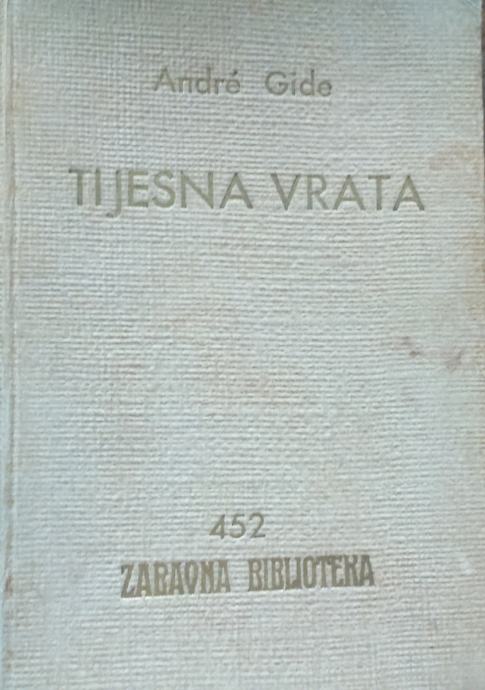 André Gide
TIJESNA VRATA
452
ZABAVNA BIBLIOTEKA